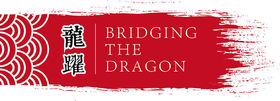 龍
躍
BRIDGING
THE
DRAGON